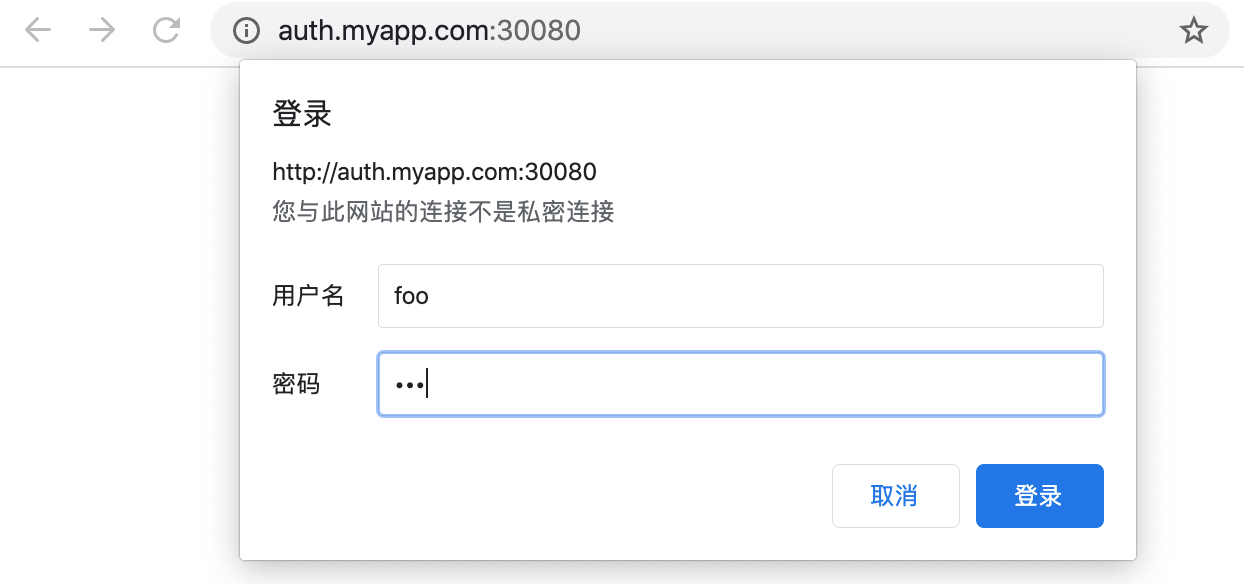 auth.myapp.com:30080
登录
http://auth.myapp.com:30080
您与此网站的连接不是私密连接
用户名 foo
密码 •••
取消 登录